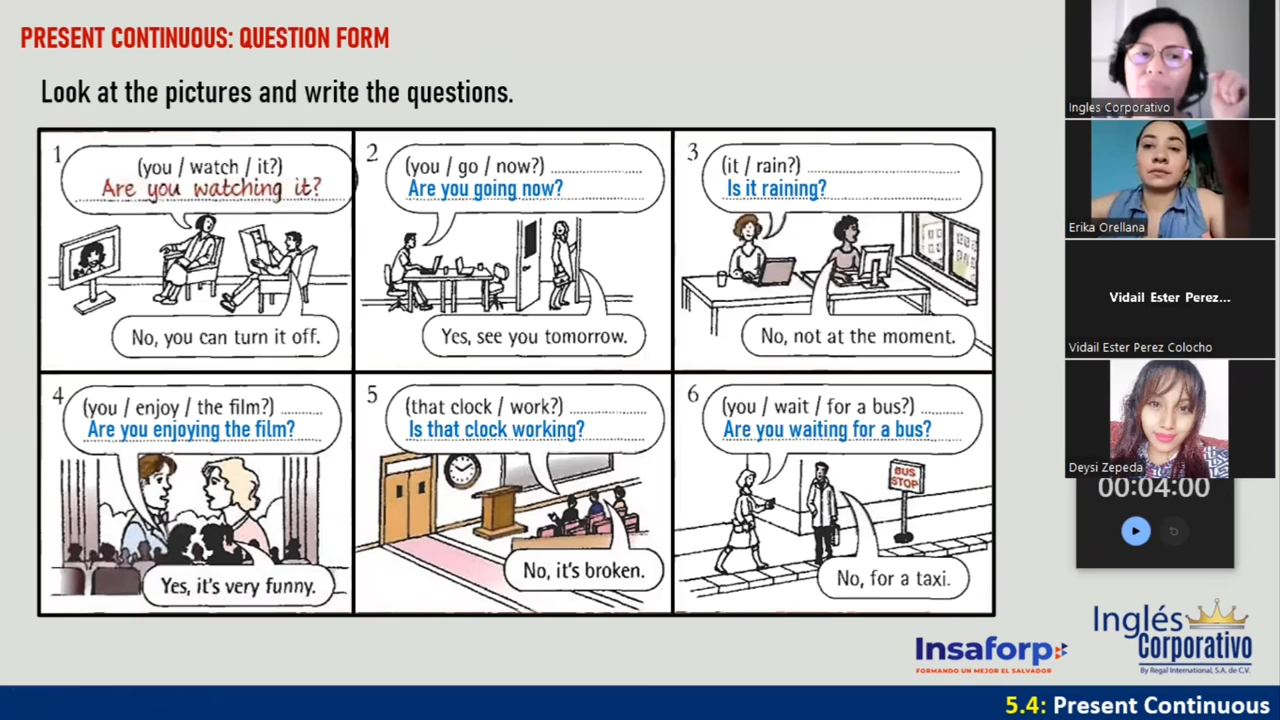 PRESENT CONTINUOUS: QUESTION FORM
Look at the pictures and write the questions.
1
(you / watch / it?)
Are you watching it?
No, you can turn it off.
2
(you / go / now?)
Are you going now?
Yes, see you tomorrow.
3
(it / rain?)
Is it raining?
No, not at the moment.
4
(you / enjoy / the film?)
Are you enjoying the film?
Yes, it's very funny.
5
(that clock / work?)
Is that clock working?
No, it's broken.
6
(you / wait / for a bus?)
Are you waiting for a bus?
BUS
STOP
No, for a taxi.
Ingles Corporativo
Erika Orellana
Vidail Ester Perez...
Vidail Ester Perez Colocho
Deysi Zepeda
00:04:00
Insaforp
FORMANDO UN MEJOR EL SALVADOR
Inglés
Corporativo
By Regal International, S.A. de C.V.
5.4: Present Continuous